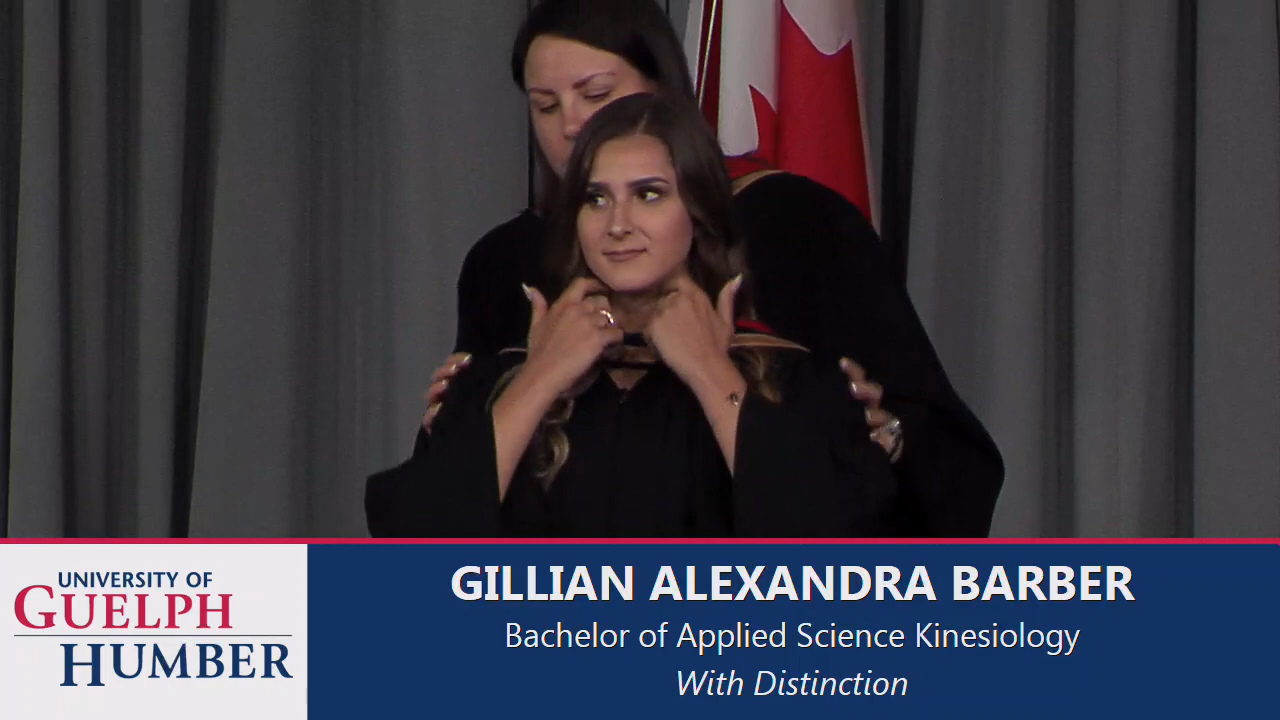 UNIVERSITY OF
GUELPH
HUMBER
GILLIAN ALEXANDRA BARBER
Bachelor of Applied Science Kinesiology
With Distinction